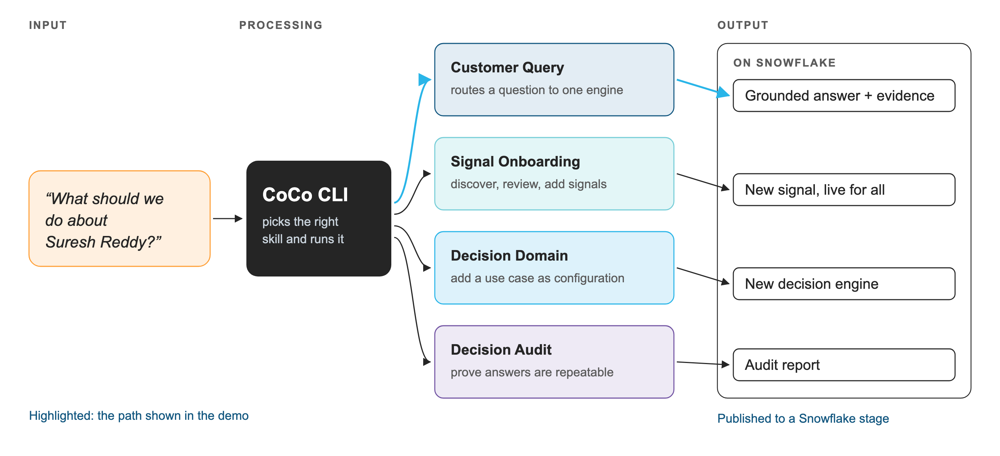 INPUT
PROCESSING
OUTPUT
“What should we
do about
Suresh Reddy?”
CoCo CLI
picks the right
skill and runs it
Customer Query
routes a question to one engine
Signal Onboarding
discover, review, add signals
Decision Domain
add a use case as configuration
Decision Audit
prove answers are repeatable
ON SNOWFLAKE
Grounded answer + evidence
New signal, live for all
New decision engine
Audit report
Highlighted: the path shown in the demo
Published to a Snowflake stage